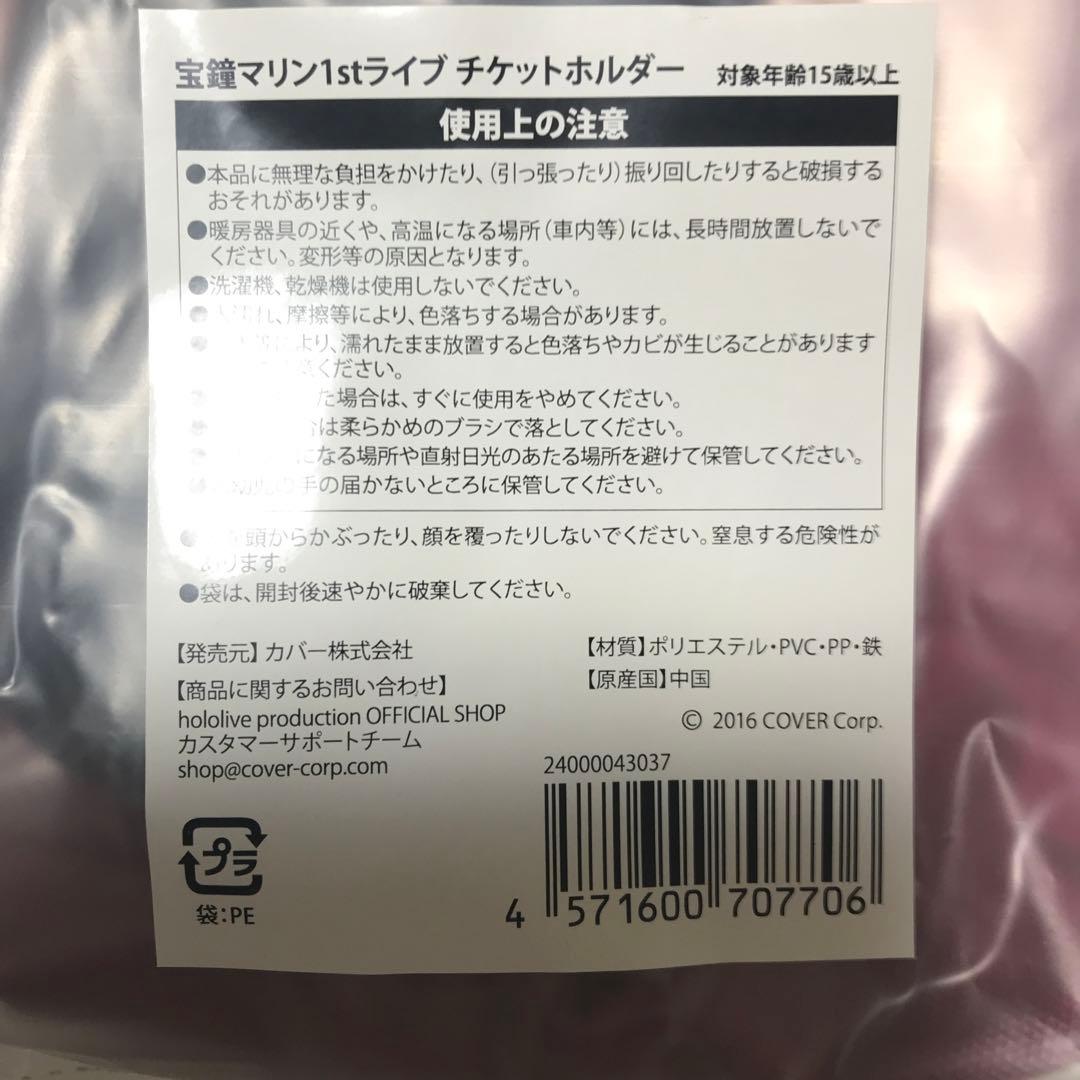 宝鐘マリン1stライブ チケットホルダー 対象年齢15歳以上
使用上の注意
●本品に無理な負担をかけたり、(引っ張ったり)振り回したりすると破損する
おそれがあります。
●暖房器具の近くや、高温になる場所(車内等)には、長時間放置しないで
ください。変形等の原因となります。
●洗濯機、乾燥機は使用しないでください。
摩擦等により、色落ちする場合があります。
により、濡れたまま放置すると色落ちやカビが生じることがあります
ください。
た場合は、すぐに使用をやめてください。
は柔らかめのブラシで落としてください。
になる場所や直射日光のあたる場所を避けて保管してください。
の手の届かないところに保管してください。
頭からかぶったり、顔を覆ったりしないでください。窒息する危険性が
あります。
●袋は、開封後速やかに破棄してください。
【発売元】カバー株式会社
【商品に関するお問い合わせ】
hololive production OFFICIAL SHOP
カスタマーサポートチーム
shop@cover-corp.com
【材質】ポリエステル・PVC・PP・鉄
【原産国】中国
© 2016 COVER Corp.
24000043037
4 571600 707706
プラ
袋:PE